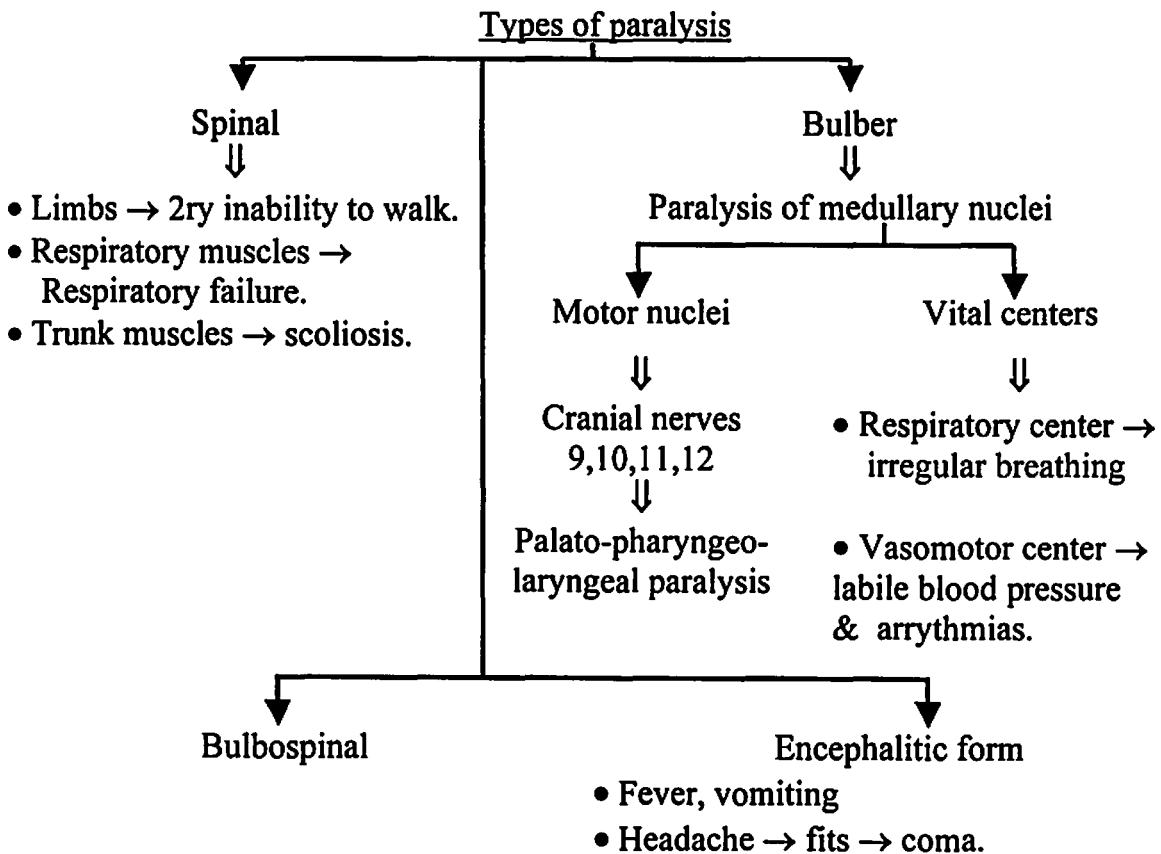 Types of paralysis
Spinal
⇓
• Limbs → 2ry inability to walk.
• Respiratory muscles →
Respiratory failure.
• Trunk muscles → scoliosis.
Bulber
⇓
Paralysis of medullary nuclei
Motor nuclei
⇓
Cranial nerves
9,10,11,12
⇓
Palato-pharyngeo-
laryngeal paralysis
Vital centers
⇓
• Respiratory center →
irregular breathing
• Vasomotor center →
labile blood pressure
& arrythmias.
Bulbospinal
Encephalitic form
• Fever, vomiting
• Headache → fits → coma.